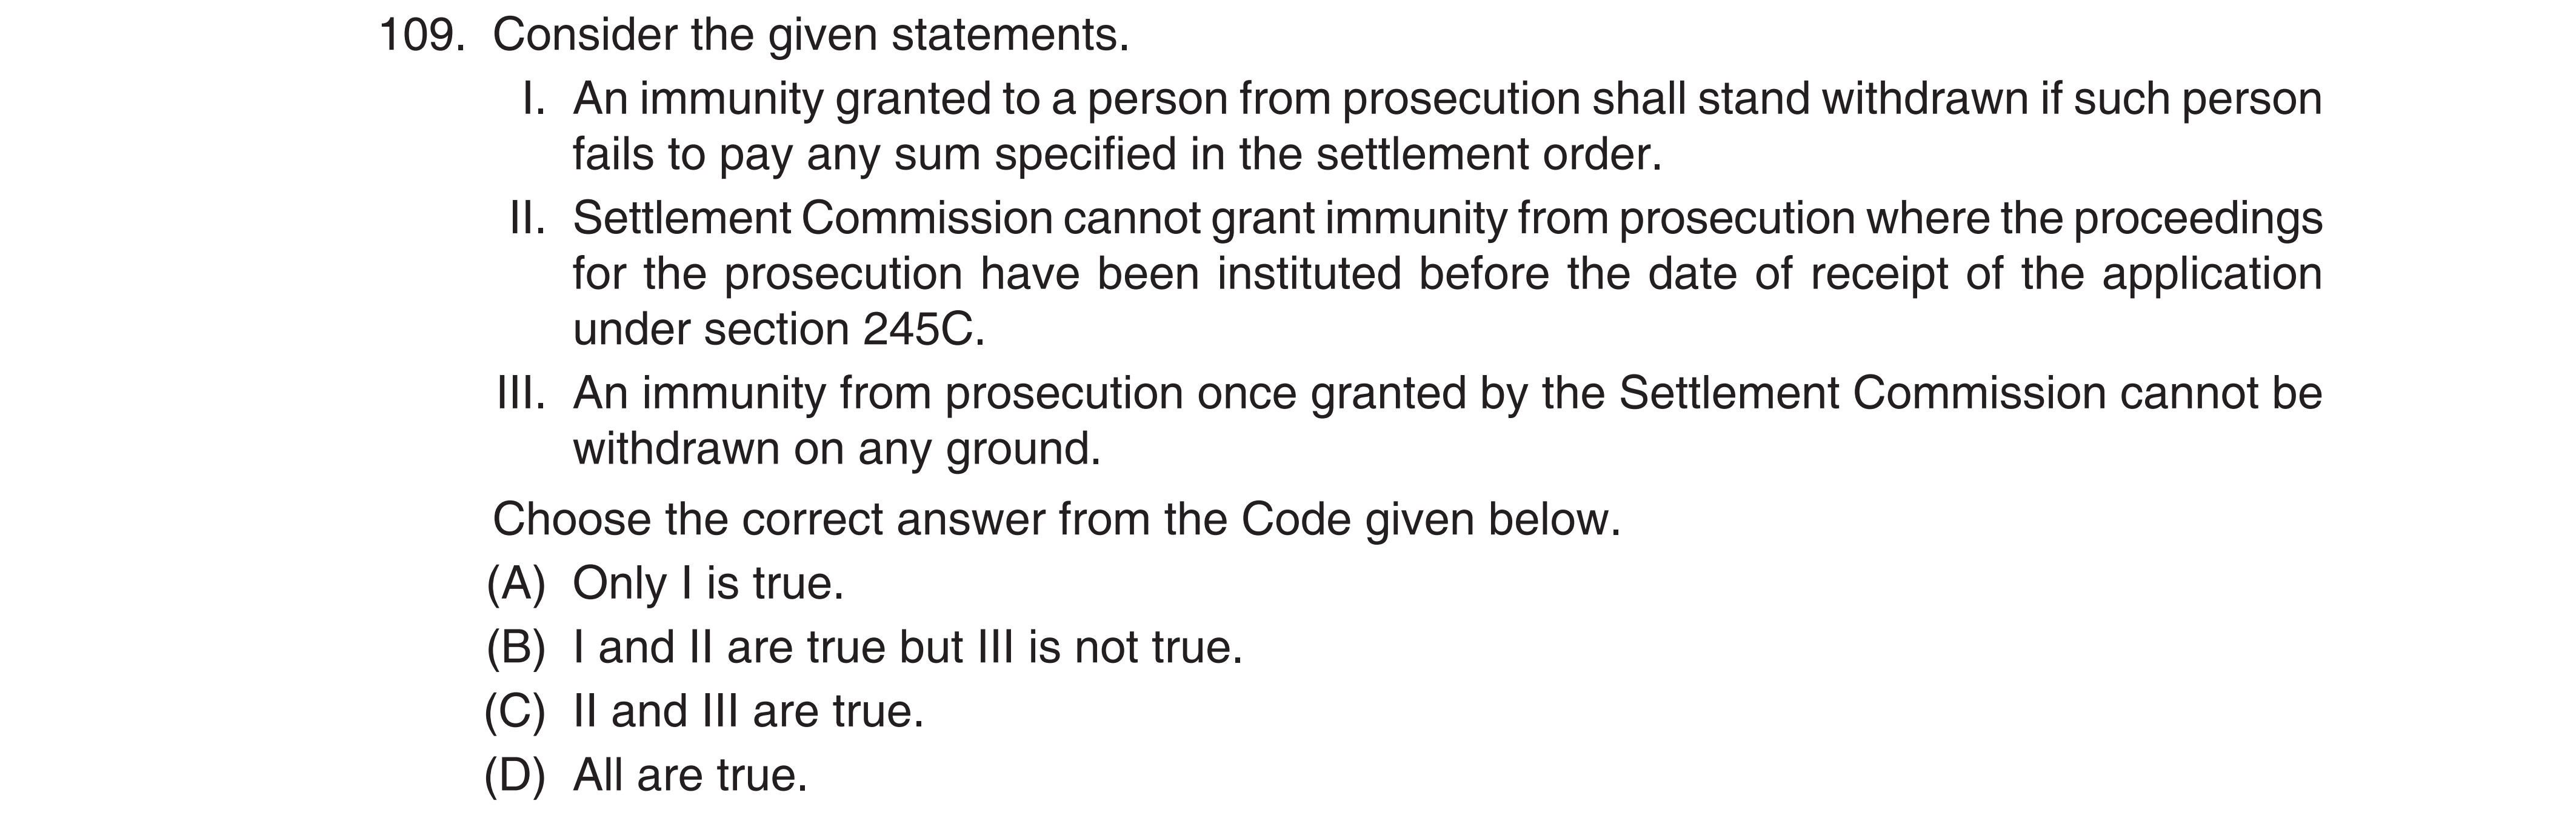 109. Consider the given statements.
I. An immunity granted to a person from prosecution shall stand withdrawn if such person
fails to pay any sum specified in the settlement order.
II. Settlement Commission cannot grant immunity from prosecution where the proceedings
for the prosecution have been instituted before the date of receipt of the application
under section 245C.
III. An immunity from prosecution once granted by the Settlement Commission cannot be
withdrawn on any ground.
Choose the correct answer from the Code given below.
(A) Only I is true.
(B) I and II are true but III is not true.
(C) II and III are true.
(D) All are true.